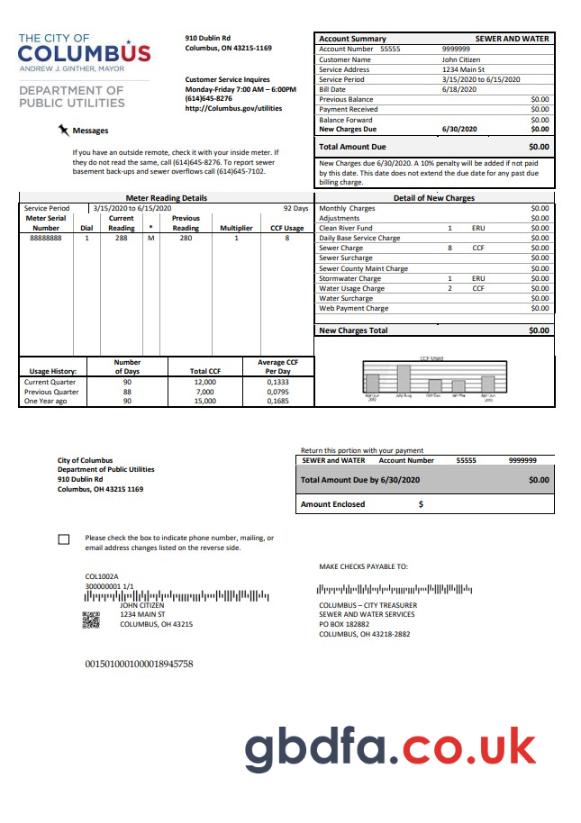 THE CITY OF
COLUMBUS
ANDREW J. GINTHER, MAYOR
DEPARTMENT OF
PUBLIC UTILITIES
910 Dublin Rd
Columbus, OH 43215-1169
Customer Service Inquires
Monday-Friday 7:00 AM – 6:00PM
(614)645-8276
http://Columbus.gov/utilities
Messages
If you have an outside remote, check it with your inside meter. If
they do not read the same, call (614)645-8276. To report sewer
basement back-ups and sewer overflows call (614)645-7102.
Account Summary SEWER AND WATER
Account Number 55555 9999999
Customer Name John Citizen
Service Address 1234 Main St
Service Period 3/15/2020 to 6/15/2020
Bill Date 6/18/2020
Previous Balance $0.00
Payment Received $0.00
Balance Forward $0.00
New Charges Due 6/30/2020 $0.00
Total Amount Due $0.00
New Charges due 6/30/2020. A 10% penalty will be added if not paid
by this date. This date does not extend the due date for any past due
billing charge.
Meter Reading Details
Service Period 3/15/2020 to 6/15/2020 92 Days
Meter Serial Number Dial Current Reading * Previous Reading Multiplier CCF Usage
88888888 1 288 M 280 1 8
Detail of New Charges
Monthly Charges $0.00
Adjustments $0.00
Clean River Fund 1 ERU $0.00
Daily Base Service Charge $0.00
Sewer Charge 8 CCF $0.00
Sewer Surcharge $0.00
Sewer County Maint Charge $0.00
Stormwater Charge 1 ERU $0.00
Water Usage Charge 2 CCF $0.00
Water Surcharge $0.00
Web Payment Charge $0.00
New Charges Total $0.00
Usage History: Number of Days Total CCF Average CCF Per Day
Current Quarter 90 12,000 0,1333
Previous Quarter 88 7,000 0,0795
One Year ago 90 15,000 0,1685
CCF Used
City of Columbus
Department of Public Utilities
910 Dublin Rd
Columbus, OH 43215 1169
Return this portion with your payment
SEWER and WATER Account Number 55555 9999999
Total Amount Due by 6/30/2020 $0.00
Amount Enclosed $
Please check the box to indicate phone number, mailing, or
email address changes listed on the reverse side.
COL1002A
300000001 1/1
JOHN CITIZEN
1234 MAIN ST
COLUMBUS, OH 43215
MAKE CHECKS PAYABLE TO:
COLUMBUS – CITY TREASURER
SEWER AND WATER SERVICES
PO BOX 182882
COLUMBUS, OH 43218-2882
0015010001000018945758
gbdfa.co.uk